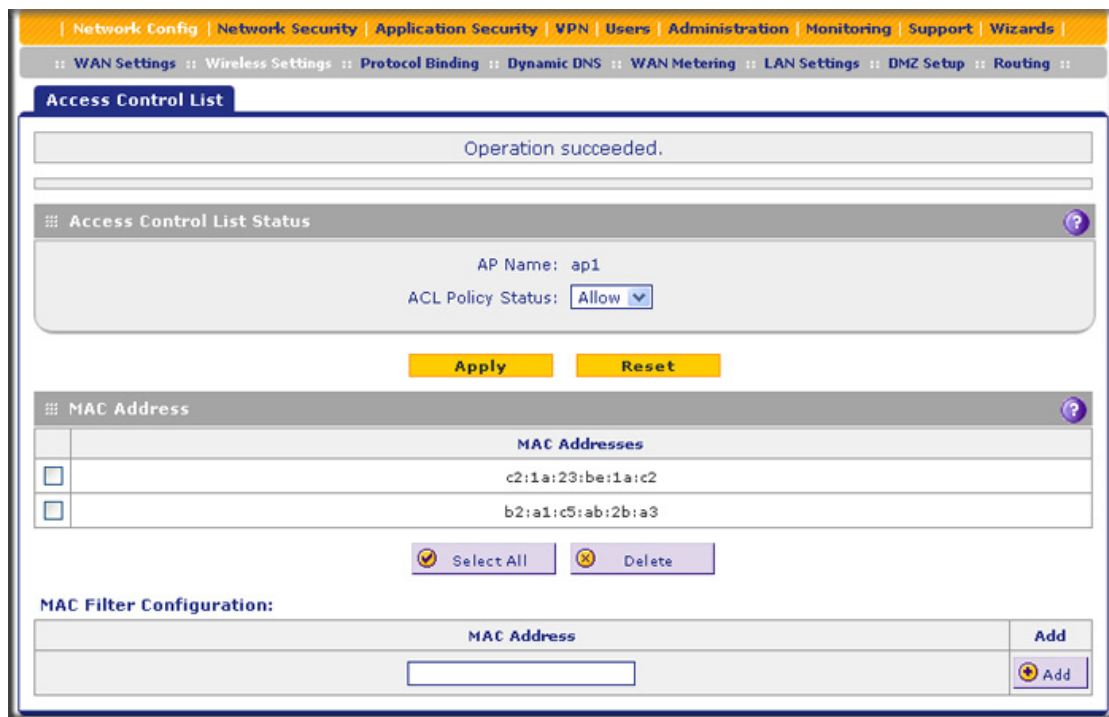 | Network Config | Network Security | Application Security | VPN | Users | Administration | Monitoring | Support | Wizards |
:: WAN Settings :: Wireless Settings :: Protocol Binding :: Dynamic DNS :: WAN Metering :: LAN Settings :: DMZ Setup :: Routing ::
Access Control List
Operation succeeded.
Access Control List Status
?
AP Name: ap1
ACL Policy Status: Allow
Apply Reset
MAC Address
?
MAC Addresses
c2:1a:23:be:1a:c2
b2:a1:c5:ab:2b:a3
Select All Delete
MAC Filter Configuration:
MAC Address Add
Add